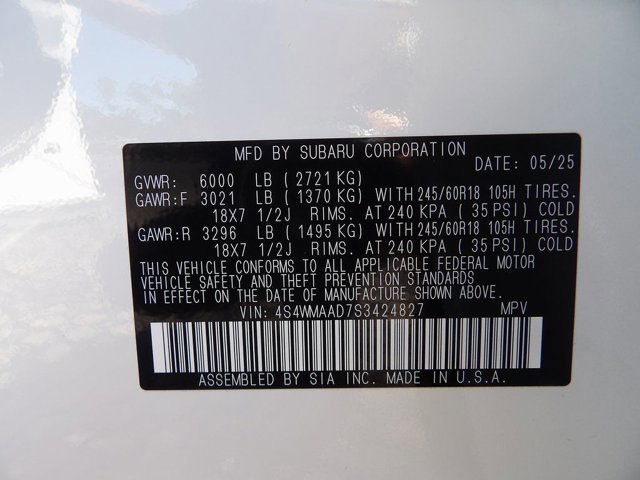 MFD BY SUBARU CORPORATION
DATE: 05/25
GVWR: 6000 LB ( 2721 KG)
GAWR:F 3021 LB ( 1370 KG) WITH 245/60R18 105H TIRES.
18X7 1/2J RIMS. AT 240 KPA ( 35 PSI) COLD
GAWR:R 3296 LB ( 1495 KG) WITH 245/60R18 105H TIRES.
18X7 1/2J RIMS. AT 240 KPA ( 35 PSI) COLD
THIS VEHICLE CONFORMS TO ALL APPLICABLE FEDERAL MOTOR
VEHICLE SAFETY AND THEFT PREVENTION STANDARDS
IN EFFECT ON THE DATE OF MANUFACTURE SHOWN ABOVE.
VIN: 4S4WMAAD7S3424827 MPV
ASSEMBLED BY SIA INC. MADE IN U.S.A.